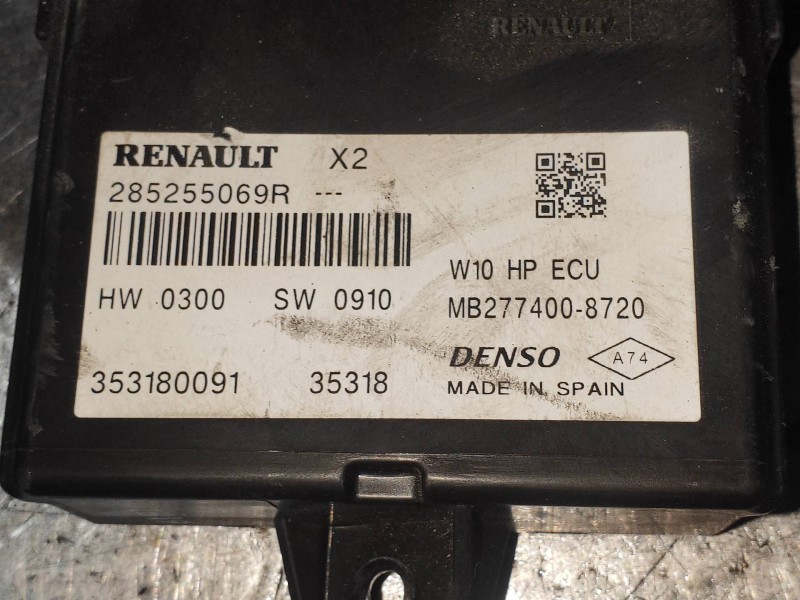 RENAULT
RENAULT X2
285255069R ---
W10 HP ECU
HW 0300 SW 0910
MB277400-8720
DENSO A74
353180091 35318
MADE IN SPAIN